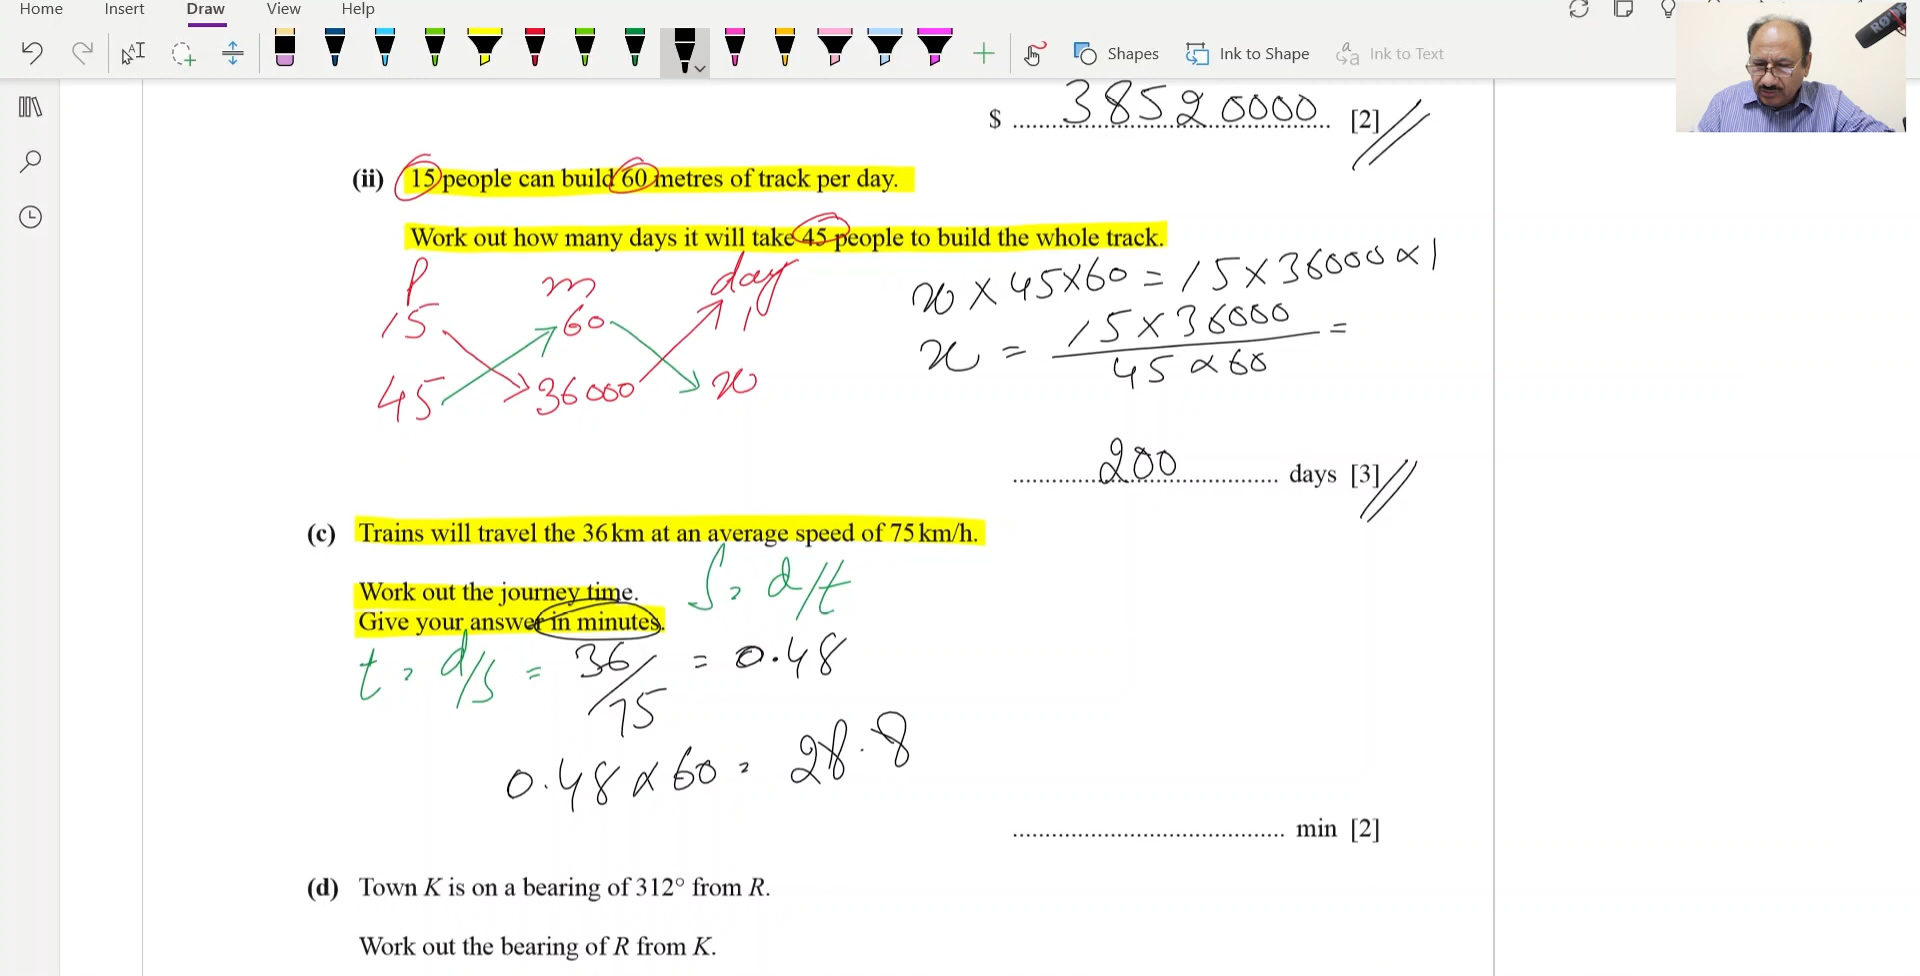 Home Insert Draw View Help
Shapes Ink to Shape Ink to Text
$ 38520000 [2]
(ii) 15 people can build 60 metres of track per day.
Work out how many days it will take 45 people to build the whole track.
p m day
15 60 1
45 36000 x
x × 45 × 60 = 15 × 36000 × 1
x = 15 × 36000 =
45 × 60
200 days [3]
(c) Trains will travel the 36 km at an average speed of 75 km/h.
Work out the journey time.
S = d/t
Give your answer in minutes.
t = d/s = 36/75 = 0.48
0.48 × 60 = 28.8
min [2]
(d) Town K is on a bearing of 312° from R.
Work out the bearing of R from K.